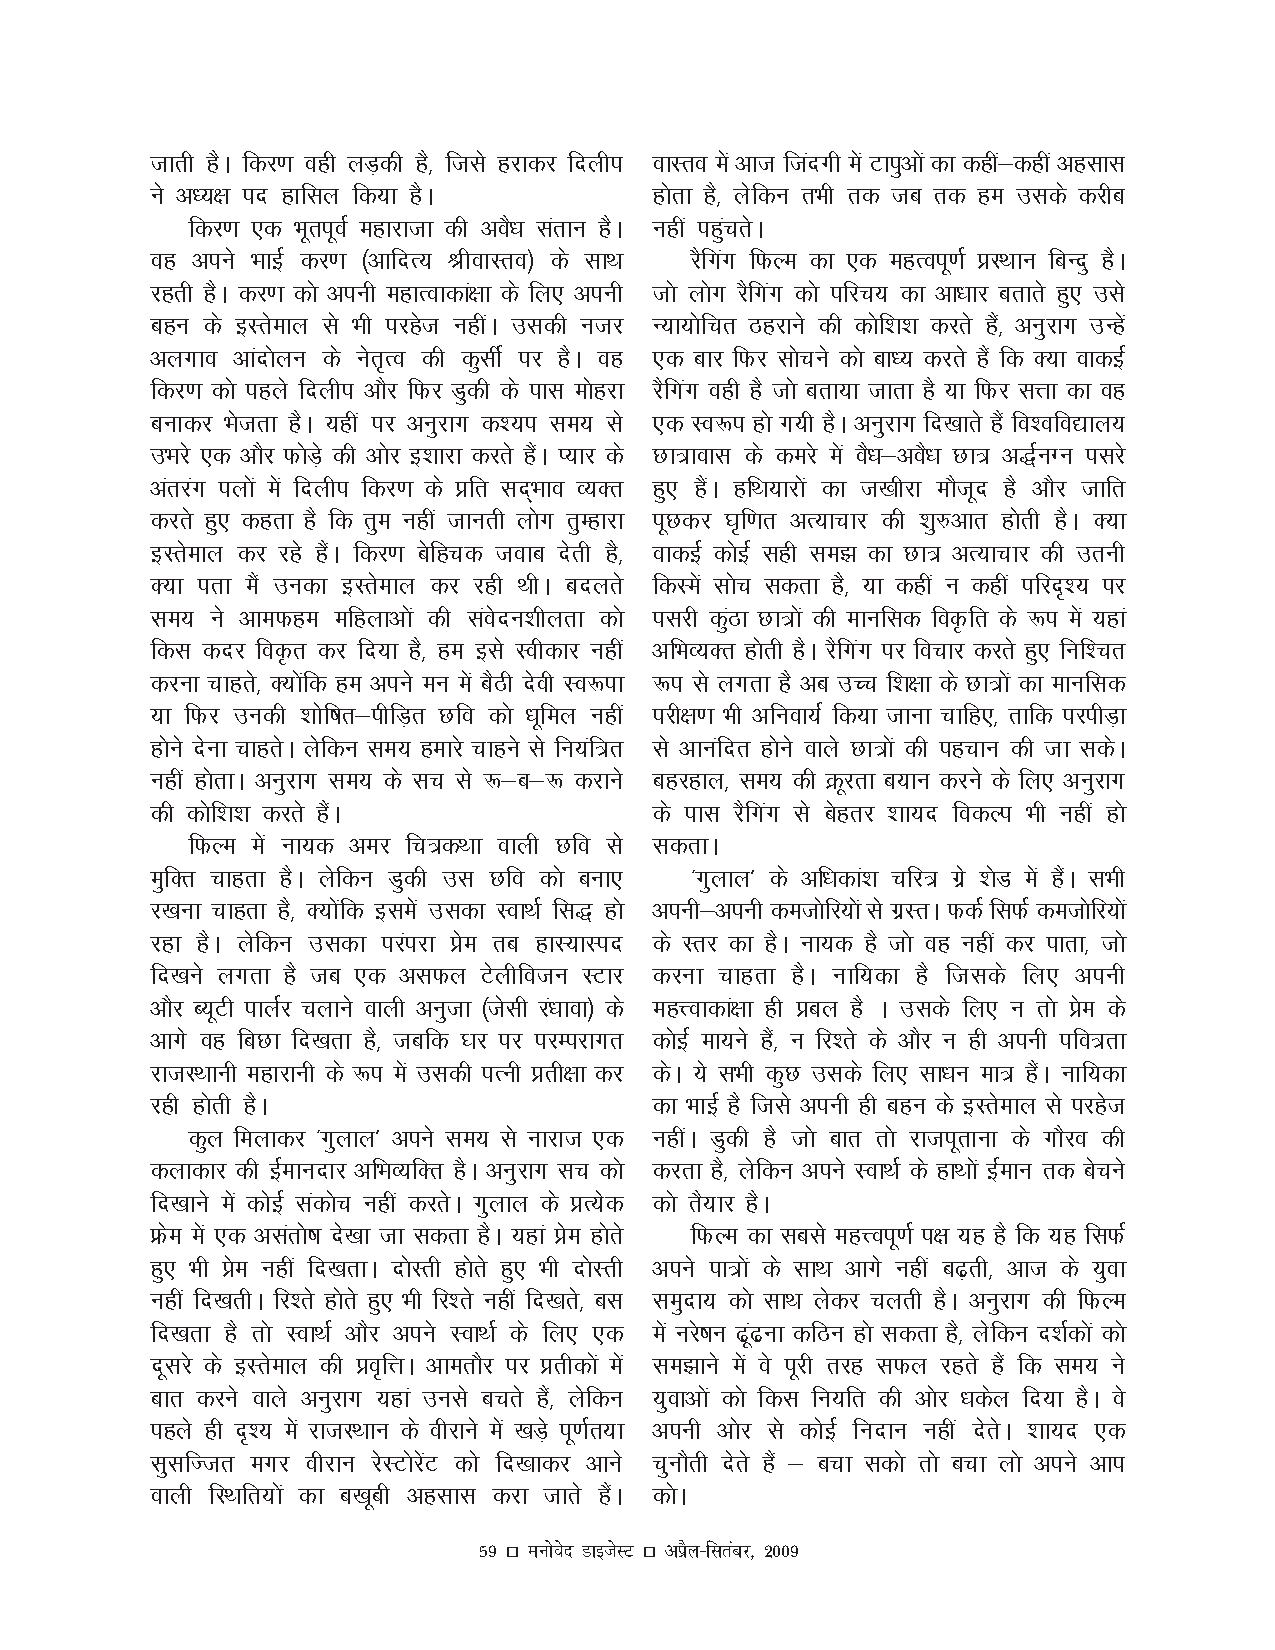 जाती है। किरण वही लड़की है, जिसे हराकर दिलीप
ने अध्यक्ष पद हासिल किया है।
किरण एक भूतपूर्व महाराजा की अवैध संतान है।
वह अपने भाई करण (आदित्य श्रीवास्तव) के साथ
रहती है। करण को अपनी महात्वाकांक्षा के लिए अपनी
बहन के इस्तेमाल से भी परहेज नहीं। उसकी नजर
अलगाव आंदोलन के नेतृत्व की कुर्सी पर है। वह
किरण को पहले दिलीप और फिर डुकी के पास मोहरा
बनाकर भेजता है। यहीं पर अनुराग कश्यप समय से
उभरे एक और फोड़े की ओर इशारा करते हैं। प्यार के
अंतरंग पलों में दिलीप किरण के प्रति सद्भाव व्यक्त
करते हुए कहता है कि तुम नहीं जानती लोग तुम्हारा
इस्तेमाल कर रहे हैं। किरण बेहिचक जवाब देती है,
क्या पता मैं उनका इस्तेमाल कर रही थी। बदलते
समय ने आमफहम महिलाओं की संवेदनशीलता को
किस कदर विकृत कर दिया है, हम इसे स्वीकार नहीं
करना चाहते, क्योंकि हम अपने मन में बैठी देवी स्वरूपा
या फिर उनकी शोषित–पीड़ित छवि को धूमिल नहीं
होने देना चाहते। लेकिन समय हमारे चाहने से नियंत्रित
नहीं होता। अनुराग समय के सच से रू–ब–रू कराने
की कोशिश करते हैं।
फिल्म में नायक अमर चित्रकथा वाली छवि से
मुक्ति चाहता है। लेकिन डुकी उस छवि को बनाए
रखना चाहता है, क्योंकि इसमें उसका स्वार्थ सिद्ध हो
रहा है। लेकिन उसका परंपरा प्रेम तब हास्यास्पद
दिखने लगता है जब एक असफल टेलीविजन स्टार
और ब्यूटी पार्लर चलाने वाली अनुजा (जेसी रंधावा) के
आगे वह बिछा दिखता है, जबकि घर पर परम्परागत
राजस्थानी महारानी के रूप में उसकी पत्नी प्रतीक्षा कर
रही होती है।
कुल मिलाकर ‘गुलाल’ अपने समय से नाराज एक
कलाकार की ईमानदार अभिव्यक्ति है। अनुराग सच को
दिखाने में कोई संकोच नहीं करते। गुलाल के प्रत्येक
फ्रेम में एक असंतोष देखा जा सकता है। यहां प्रेम होते
हुए भी प्रेम नहीं दिखता। दोस्ती होते हुए भी दोस्ती
नहीं दिखती। रिश्ते होते हुए भी रिश्ते नहीं दिखते, बस
दिखता है तो स्वार्थ और अपने स्वार्थ के लिए एक
दूसरे के इस्तेमाल की प्रवृत्ति। आमतौर पर प्रतीकों में
बात करने वाले अनुराग यहां उनसे बचते हैं, लेकिन
पहले ही दृश्य में राजस्थान के वीराने में खड़े पूर्णतया
सुसज्जित मगर वीरान रेस्टोरेंट को दिखाकर आने
वाली स्थितियों का बखूबी अहसास करा जाते हैं।
वास्तव में आज जिंदगी में टापुओं का कहीं–कहीं अहसास
होता है, लेकिन तभी तक जब तक हम उसके करीब
नहीं पहुंचते।
रैगिंग फिल्म का एक महत्वपूर्ण प्रस्थान बिन्दु है।
जो लोग रैगिंग को परिचय का आधार बताते हुए उसे
न्यायोचित ठहराने की कोशिश करते हैं, अनुराग उन्हें
एक बार फिर सोचने को बाध्य करते हैं कि क्या वाकई
रैगिंग वही है जो बताया जाता है या फिर सत्ता का वह
एक स्वरूप हो गयी है। अनुराग दिखाते हैं विश्वविद्यालय
छात्रावास के कमरे में वैध–अवैध छात्र अर्द्धनग्न पसरे
हुए हैं। हथियारों का जखीरा मौजूद है और जाति
पूछकर घृणित अत्याचार की शुरुआत होती है। क्या
वाकई कोई सही समझ का छात्र अत्याचार की उतनी
किस्में सोच सकता है, या कहीं न कहीं परिदृश्य पर
पसरी कुंठा छात्रों की मानसिक विकृति के रूप में यहां
अभिव्यक्त होती है। रैगिंग पर विचार करते हुए निश्चित
रूप से लगता है अब उच्च शिक्षा के छात्रों का मानसिक
परीक्षण भी अनिवार्य किया जाना चाहिए, ताकि परपीड़ा
से आनंदित होने वाले छात्रों की पहचान की जा सके।
बहरहाल, समय की क्रूरता बयान करने के लिए अनुराग
के पास रैगिंग से बेहतर शायद विकल्प भी नहीं हो
सकता।
‘गुलाल’ के अधिकांश चरित्र ग्रे शेड में हैं। सभी
अपनी–अपनी कमजोरियों से ग्रस्त। फर्क सिर्फ कमजोरियों
के स्तर का है। नायक है जो वह नहीं कर पाता, जो
करना चाहता है। नायिका है जिसके लिए अपनी
महत्त्वाकांक्षा ही प्रबल है । उसके लिए न तो प्रेम के
कोई मायने हैं, न रिश्ते के और न ही अपनी पवित्रता
के। ये सभी कुछ उसके लिए साधन मात्र हैं। नायिका
का भाई है जिसे अपनी ही बहन के इस्तेमाल से परहेज
नहीं। डुकी है जो बात तो राजपूताना के गौरव की
करता है, लेकिन अपने स्वार्थ के हाथों ईमान तक बेचने
को तैयार है।
फिल्म का सबसे महत्त्वपूर्ण पक्ष यह है कि यह सिर्फ
अपने पात्रों के साथ आगे नहीं बढ़ती, आज के युवा
समुदाय को साथ लेकर चलती है। अनुराग की फिल्म
में नरेषन ढूंढना कठिन हो सकता है, लेकिन दर्शकों को
समझाने में वे पूरी तरह सफल रहते हैं कि समय ने
युवाओं को किस नियति की ओर धकेल दिया है। वे
अपनी ओर से कोई निदान नहीं देते। शायद एक
चुनौती देते हैं – बचा सको तो बचा लो अपने आप
को।
59 □ मनोवेद डाइजेस्ट □ अप्रैल-सितंबर, 2009